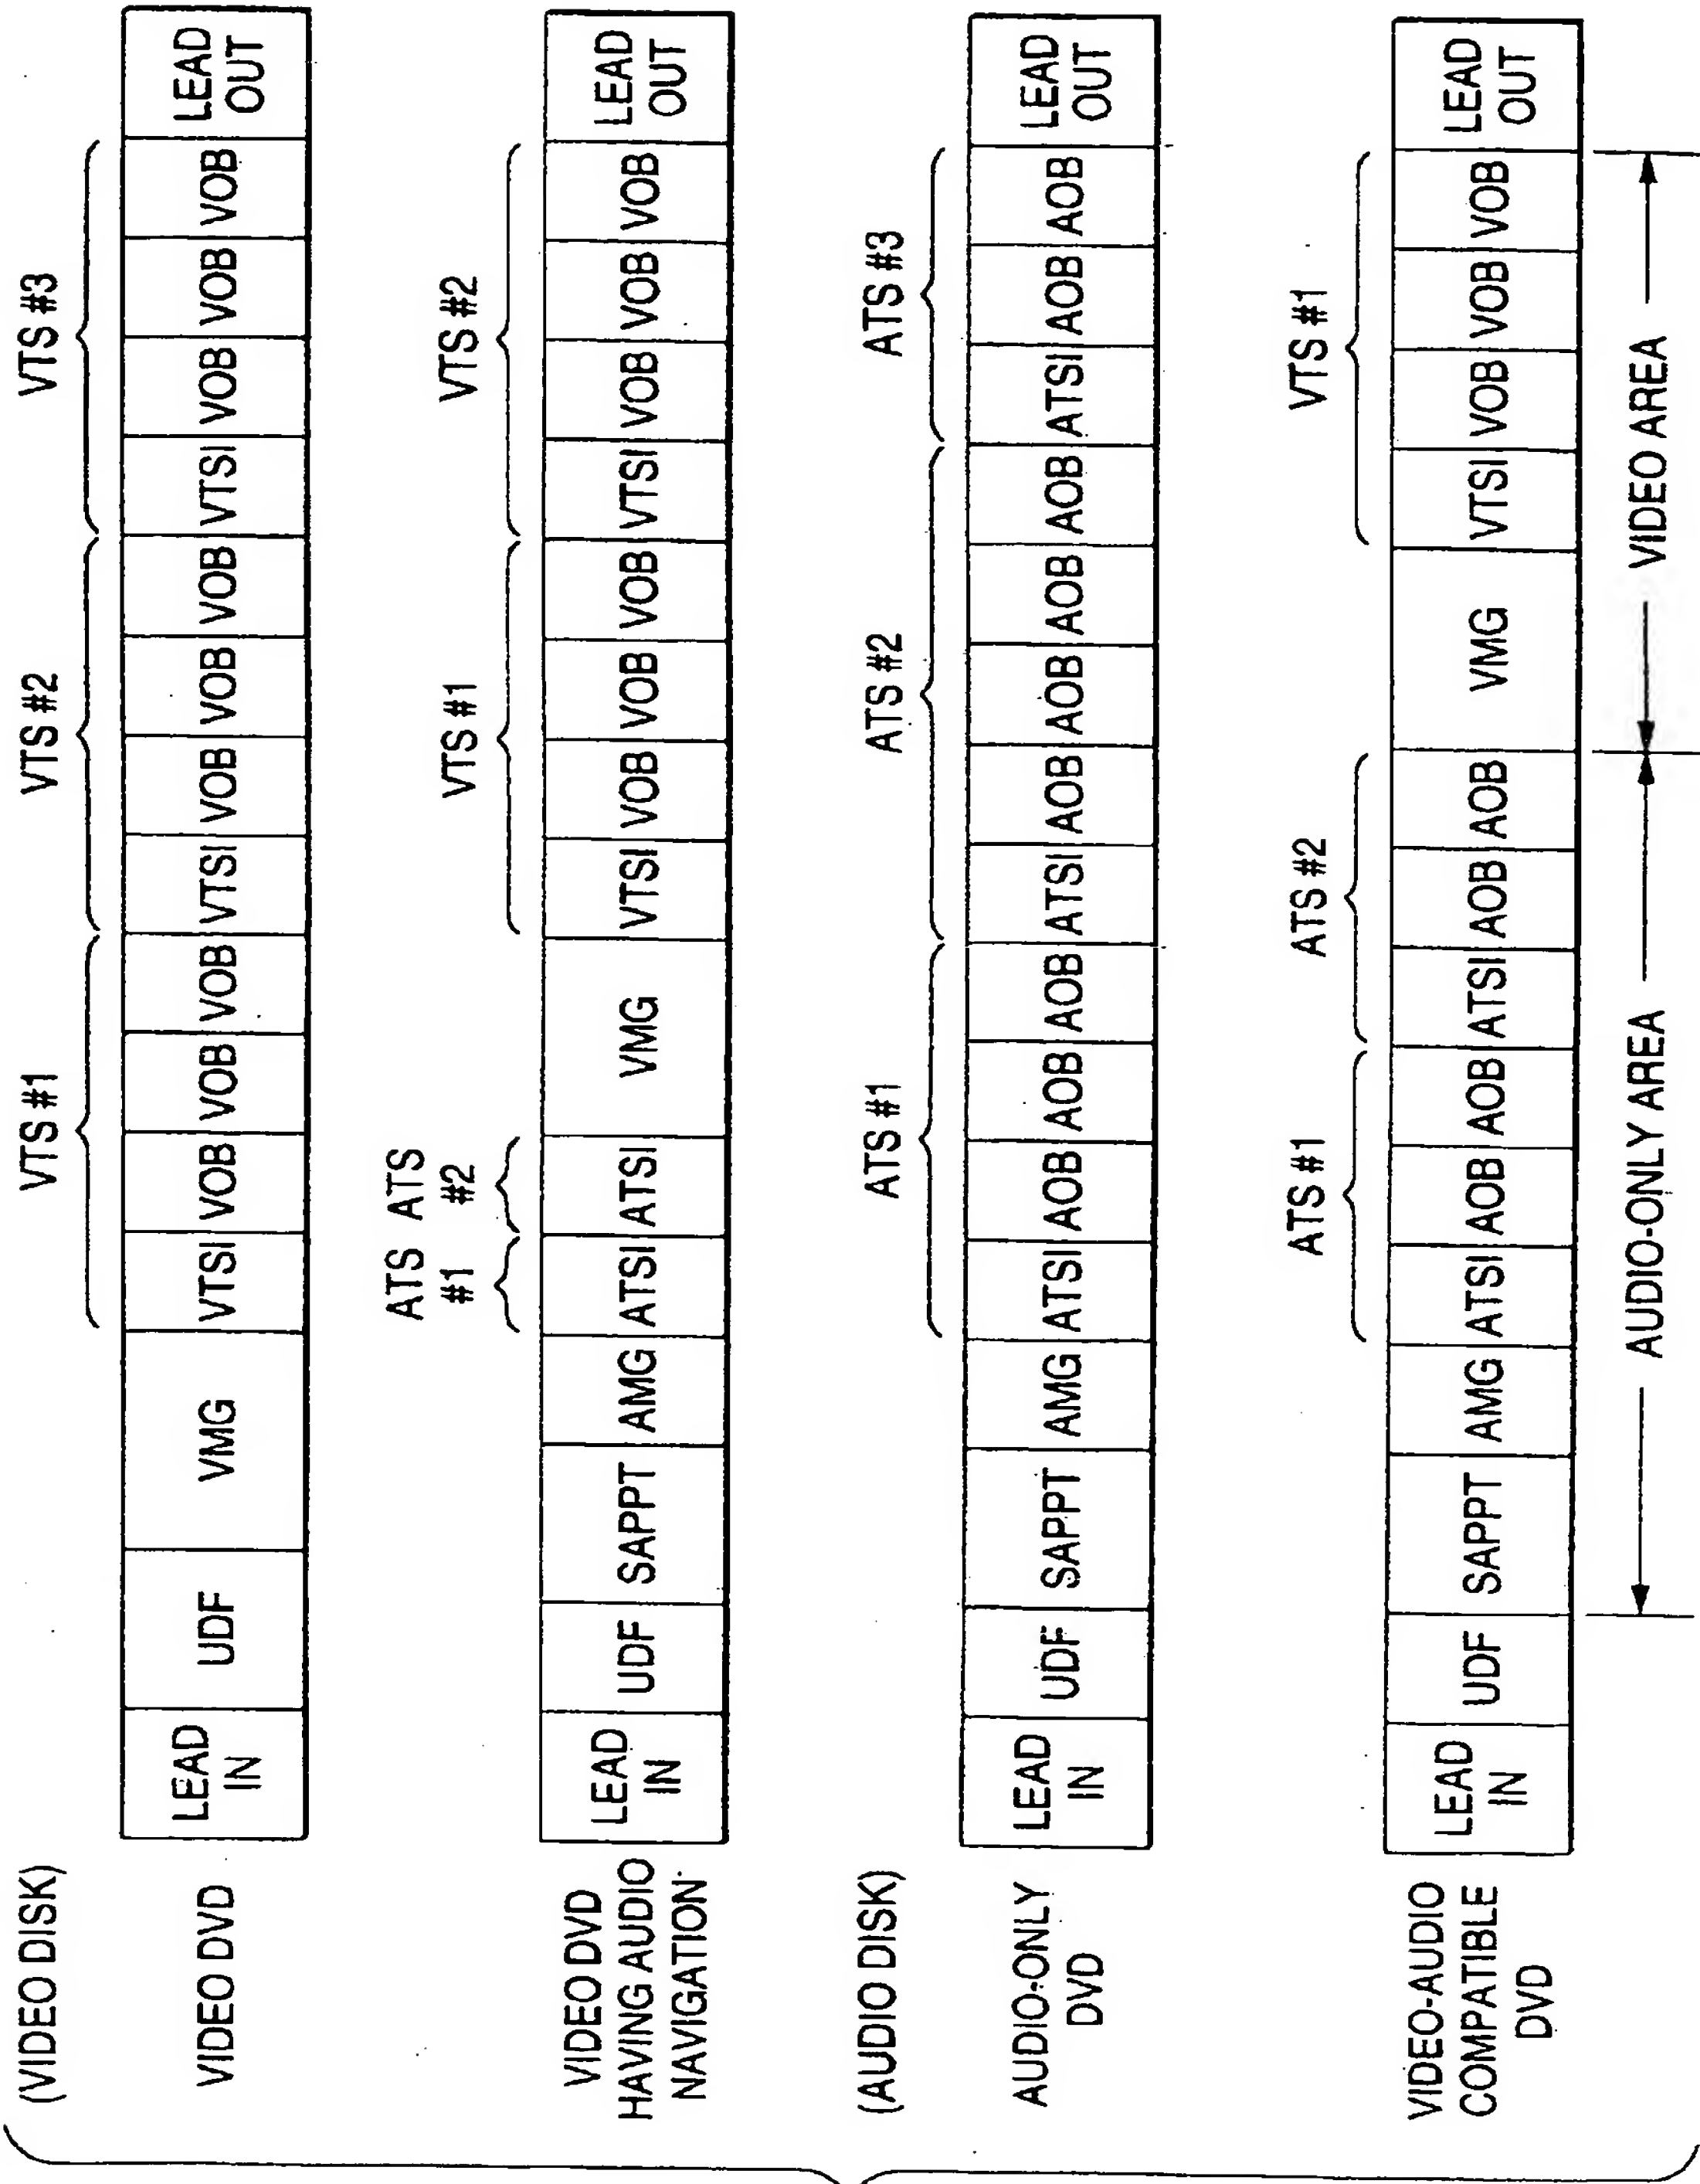 (VIDEO DISK)
VTS #1 VTS #2 VTS #3
VIDEO DVD
LEAD IN UDF VMG VTSI VOB VOB VOB VTSI VOB VOB VOB VTSI VOB VOB VOB LEAD OUT
ATS #1 ATS #2 VTS #1 VTS #2
VIDEO DVD
HAVING AUDIO
NAVIGATION
LEAD IN UDF SAPPT AMG ATSI ATSI VMG VTSI VOB VOB VOB VTSI VOB VOB VOB LEAD OUT
(AUDIO DISK)
ATS #1 ATS #2 ATS #3
AUDIO-ONLY
DVD
LEAD IN UDF SAPPT AMG ATSI AOB AOB AOB ATSI AOB AOB AOB AOB ATSI AOB AOB LEAD OUT
ATS #1 ATS #2 VTS #1
VIDEO-AUDIO
COMPATIBLE
DVD
LEAD IN UDF SAPPT AMG ATSI AOB AOB ATSI AOB AOB VMG VTSI VOB VOB VOB LEAD OUT
AUDIO-ONLY AREA VIDEO AREA